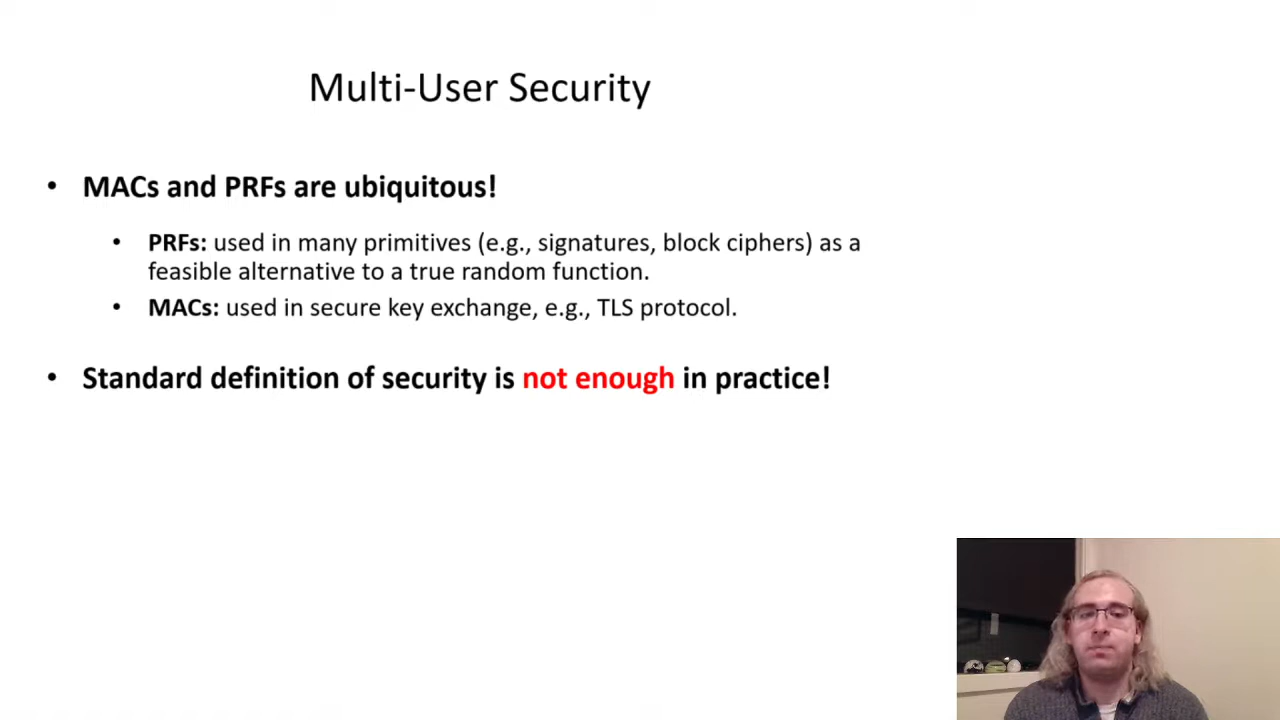 Multi-User Security
• MACs and PRFs are ubiquitous!
• PRFs: used in many primitives (e.g., signatures, block ciphers) as a
feasible alternative to a true random function.
• MACs: used in secure key exchange, e.g., TLS protocol.
• Standard definition of security is not enough in practice!